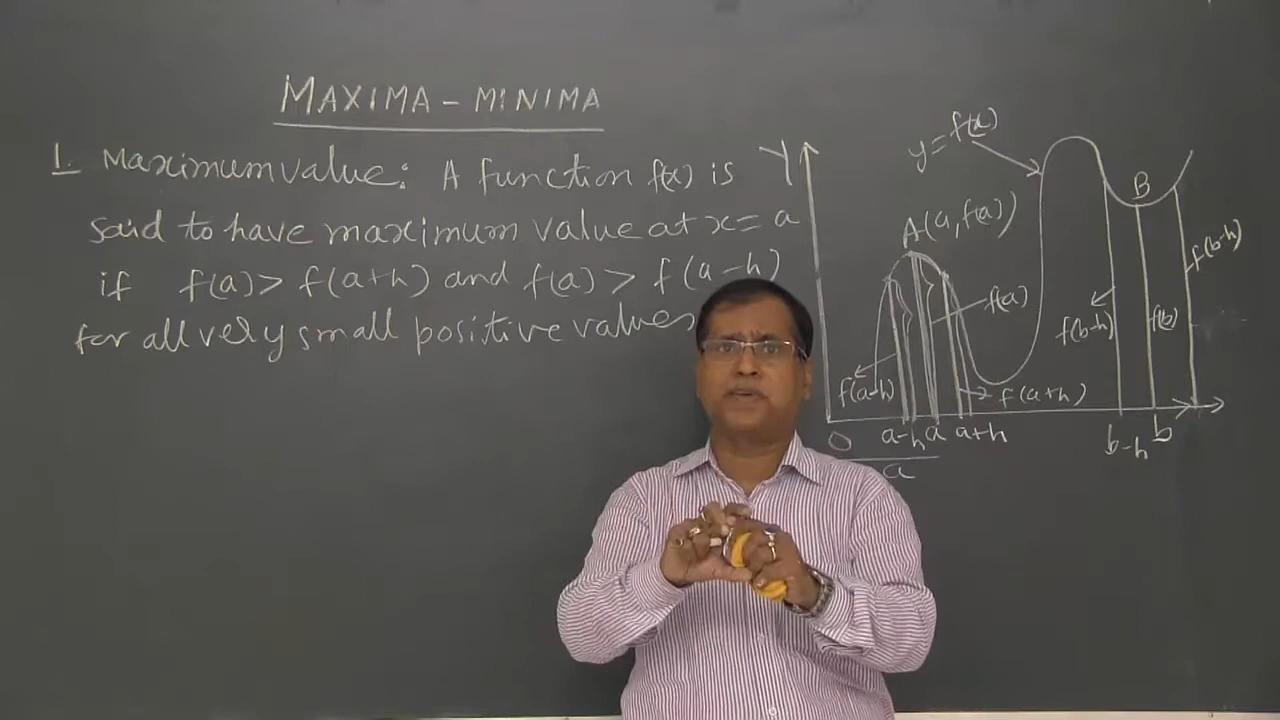 MAXIMA - MINIMA
1. Maximum value: A function f(x) is
said to have maximum value at x = a
if f(a) > f(a+h) and f(a) > f(a-h)
for all very small positive values
Y
y = f(x)
A(a, f(a))
B
f(b-h)
f(a)
f(b-h)
f(b)
f(a-h)
f(a+h)
O
a-h a a+h
b-h b
a